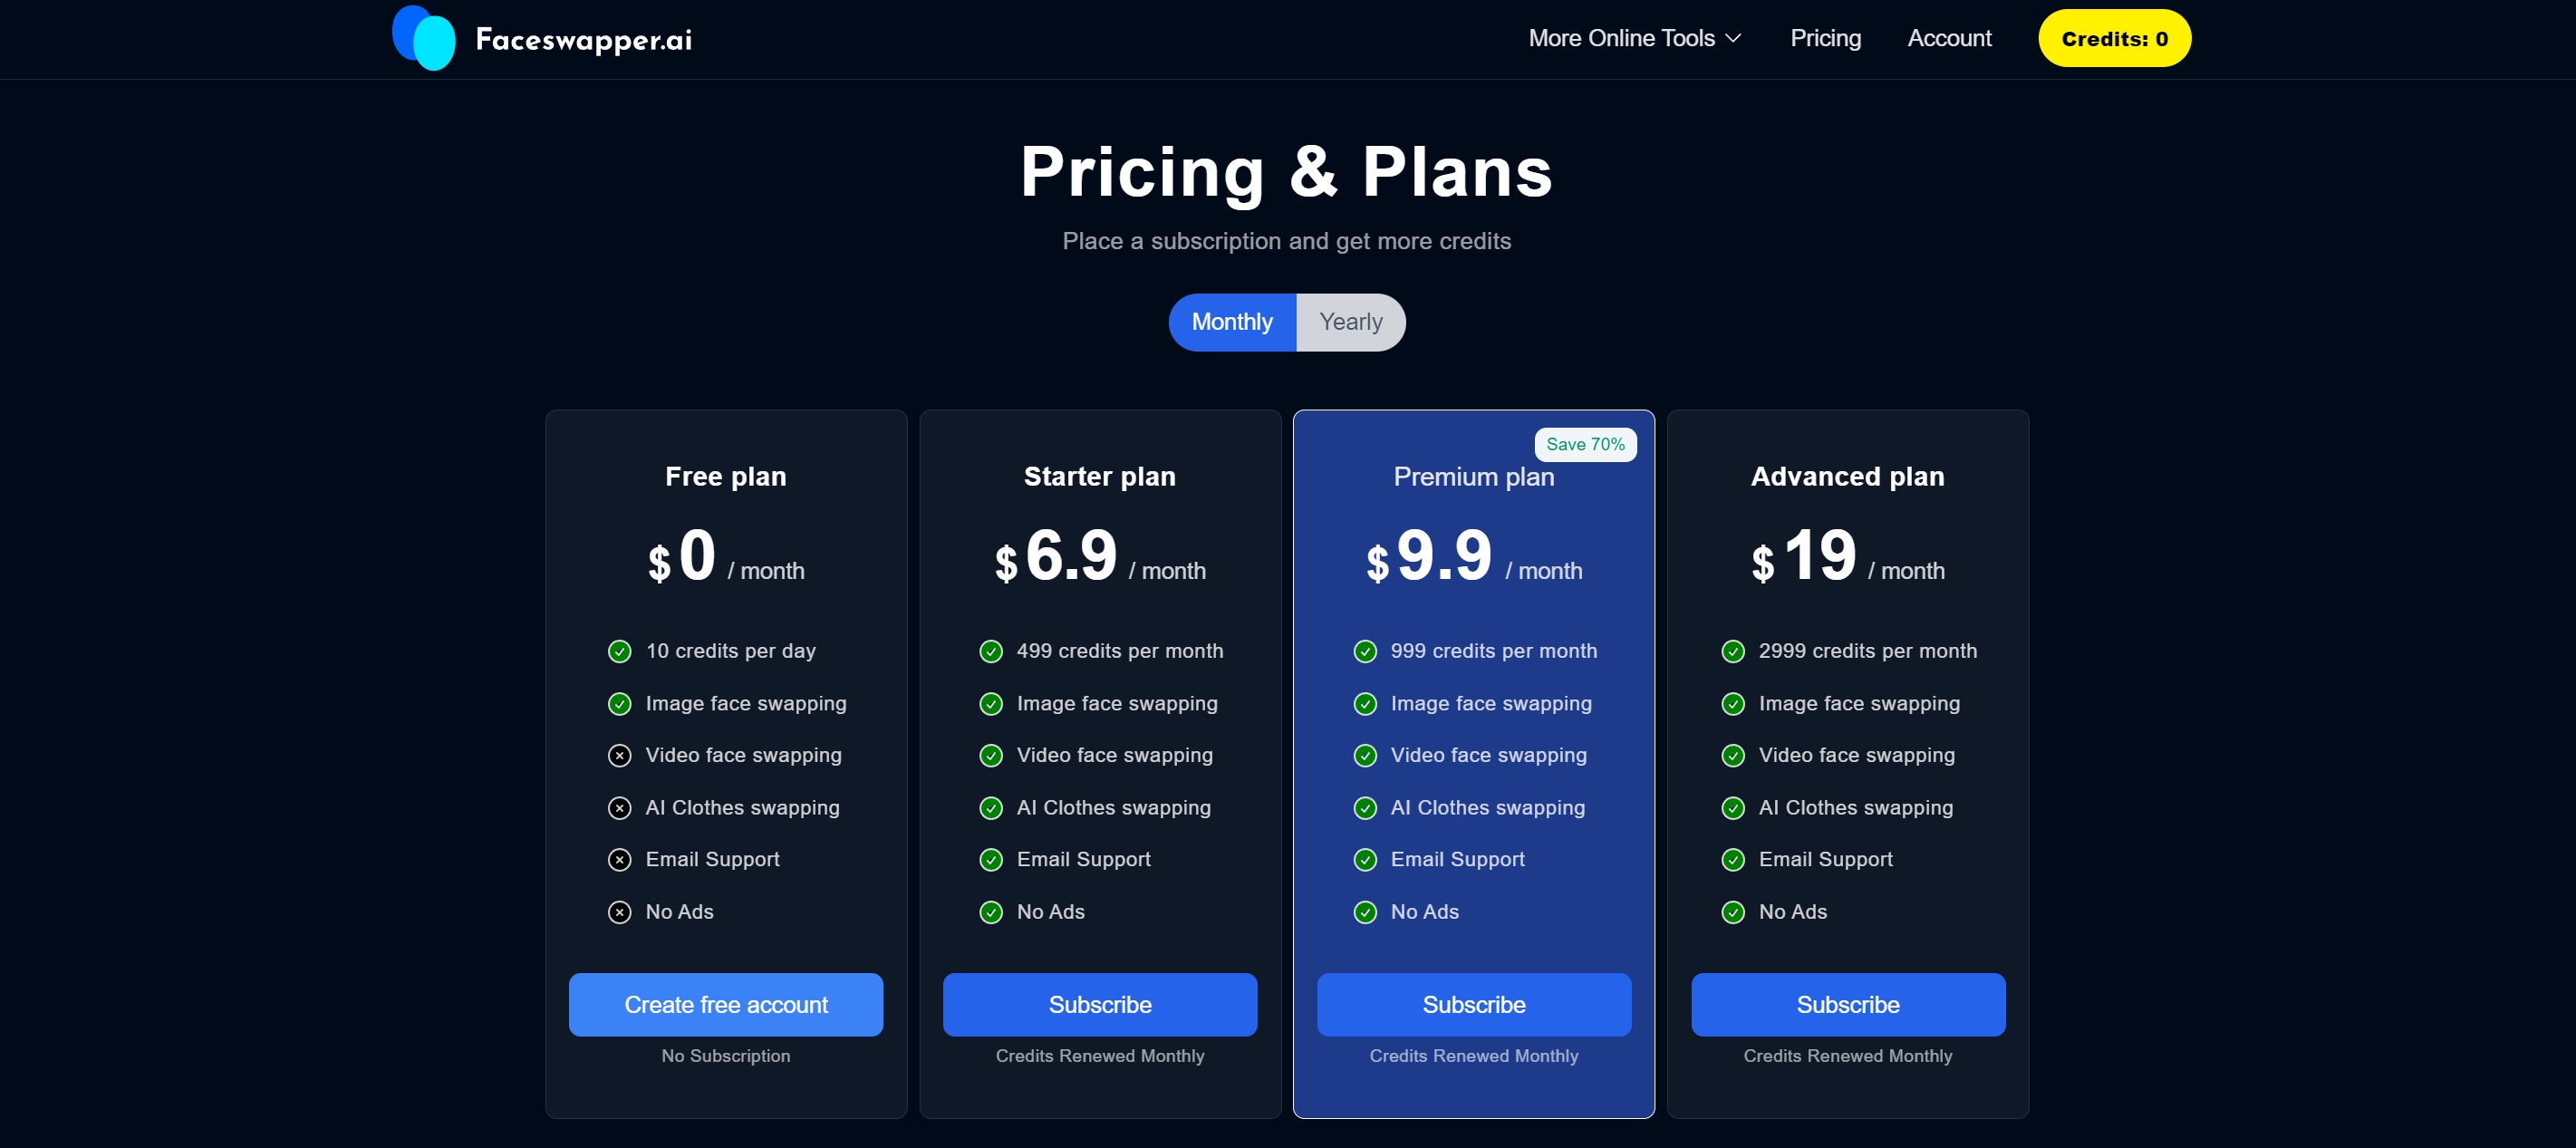 Faceswapper.ai
More Online Tools
Pricing
Account
Credits: 0
Pricing & Plans
Place a subscription and get more credits
Monthly
Yearly
Free plan
$ 0 / month
10 credits per day
Image face swapping
Video face swapping
AI Clothes swapping
Email Support
No Ads
Create free account
No Subscription
Starter plan
$ 6.9 / month
499 credits per month
Image face swapping
Video face swapping
AI Clothes swapping
Email Support
No Ads
Subscribe
Credits Renewed Monthly
Save 70%
Premium plan
$ 9.9 / month
999 credits per month
Image face swapping
Video face swapping
AI Clothes swapping
Email Support
No Ads
Subscribe
Credits Renewed Monthly
Advanced plan
$ 19 / month
2999 credits per month
Image face swapping
Video face swapping
AI Clothes swapping
Email Support
No Ads
Subscribe
Credits Renewed Monthly